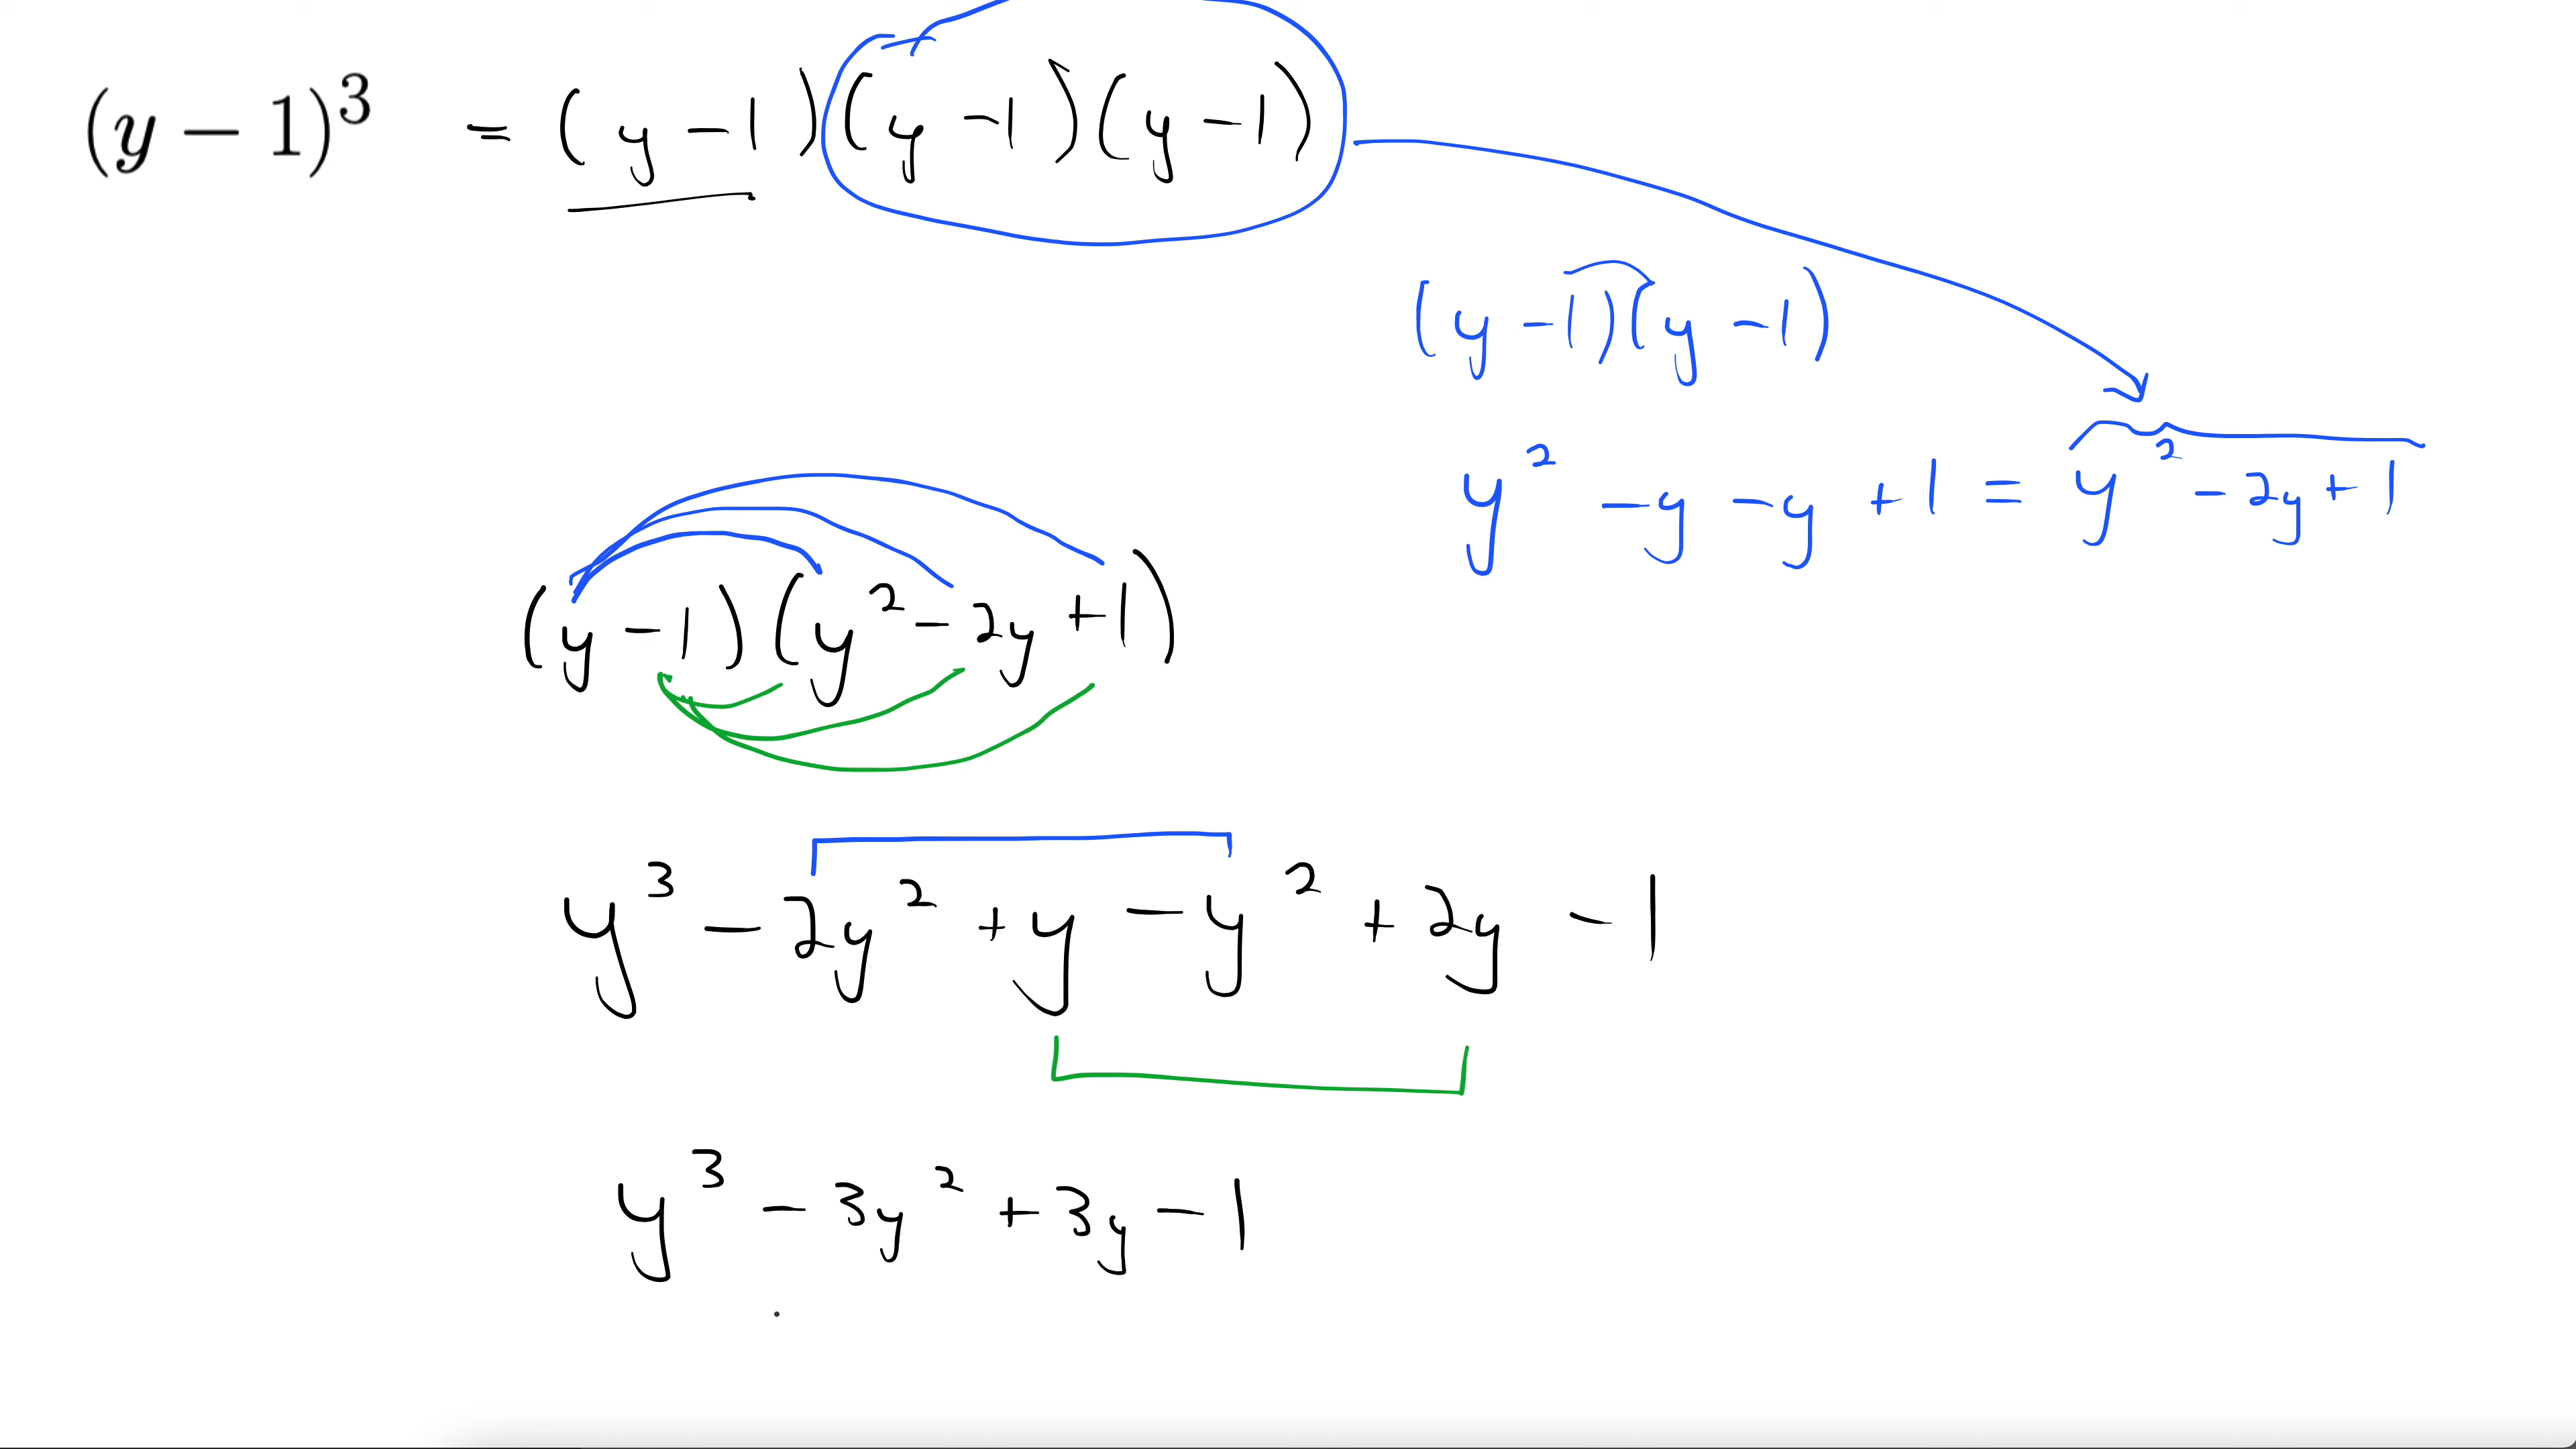 (y − 1)³ = (y − 1)(y − 1)(y − 1)
(y − 1)(y − 1)
y² − y − y + 1 = y² − 2y + 1
(y − 1)(y² − 2y + 1)
y³ − 2y² + y − y² + 2y − 1
y³ − 3y² + 3y − 1